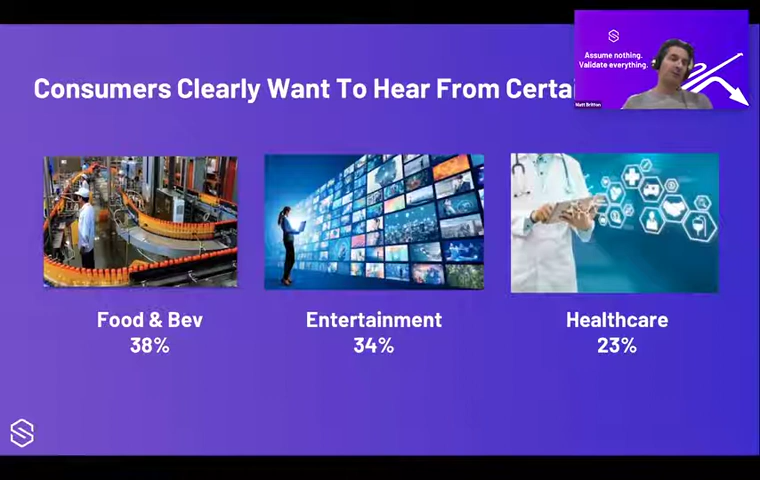 Assume nothing.
Validate everything.
Matt Britton
Consumers Clearly Want To Hear From Certai
Food & Bev
38%
Entertainment
34%
Healthcare
23%